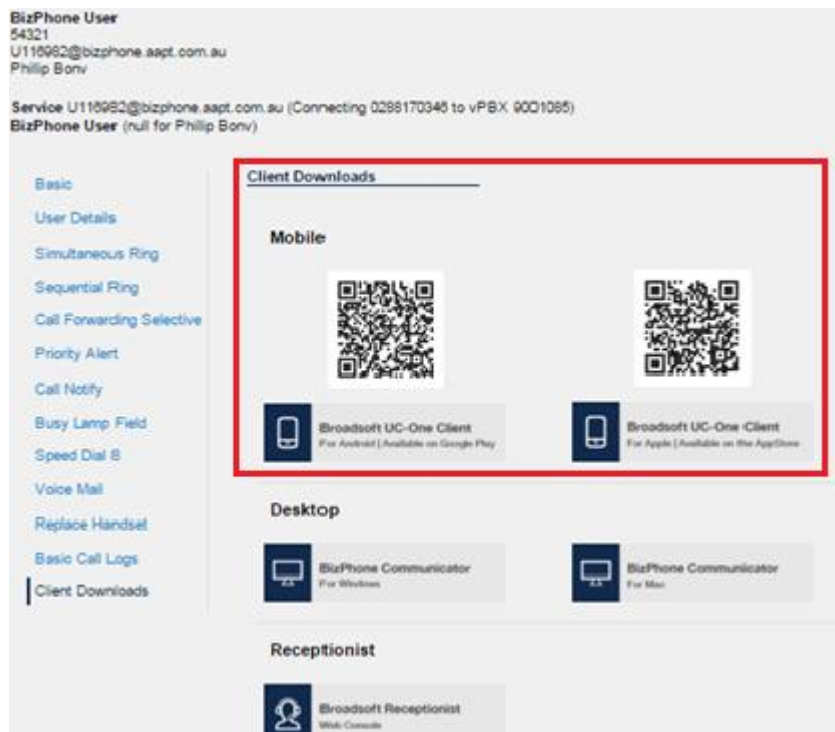 BizPhone User
54321
U116982@bizphone.aapt.com.au
Phillip Bonv
Service U116982@bizphone.aapt.com.au (Connecting 0288170346 to vPBX 9001085)
BizPhone User (null for Phillip Bonv)
Basic
User Details
Simultaneous Ring
Sequential Ring
Call Forwarding Selective
Priority Alert
Call Notify
Busy Lamp Field
Speed Dial 8
Voice Mail
Replace Handset
Basic Call Logs
Client Downloads
Client Downloads
Mobile
Broadsoft UC-One Client
For Android | Available on Google Play
Broadsoft UC-One Client
For Apple | Available on the AppStore
Desktop
BizPhone Communicator
For Windows
BizPhone Communicator
For Mac
Receptionist
Broadsoft Receptionist
Web Console